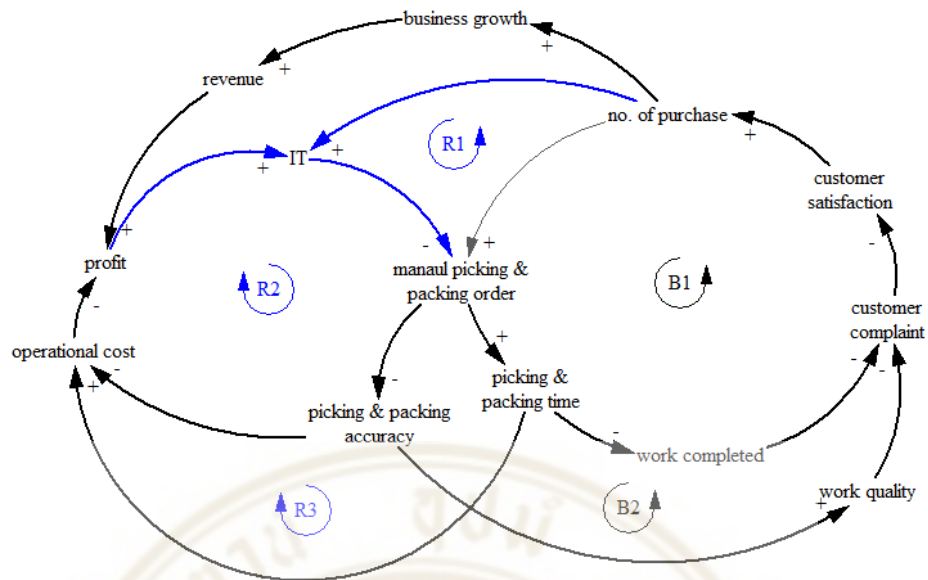 business growth
+
+
revenue
no. of purchase
+
R1
+
+
IT
customer
satisfaction
+
-
+
-
profit
manaul picking &
packing order
R2
B1
-
customer
complaint
operational cost
+
-
-
-
-
+
picking &
packing time
picking & packing
accuracy
-
work completed
work quality
+
R3
B2